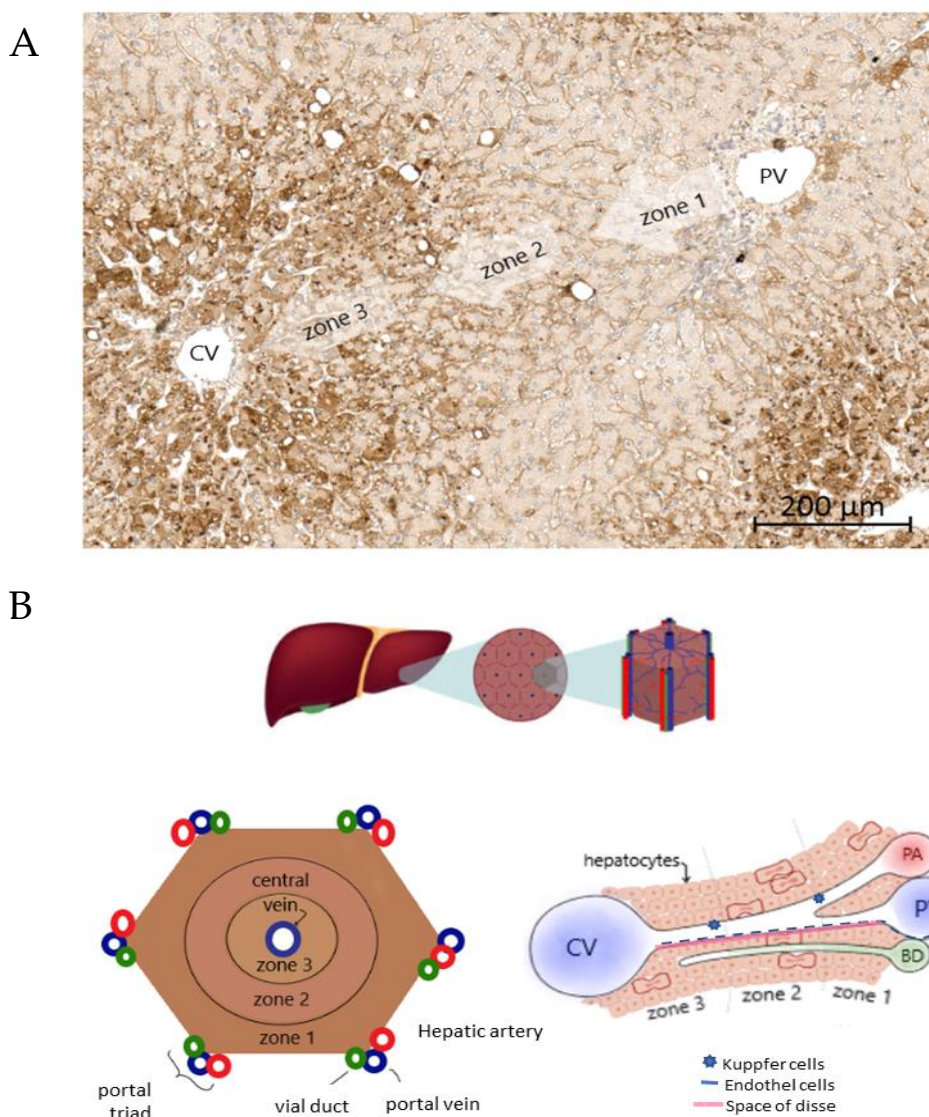 A
PV
zone 1
zone 2
zone 3
CV
200 µm
B
central
vein
zone 3
zone 2
zone 1
Hepatic artery
portal
triad
vial duct
portal vein
hepatocytes
PA
CV
BD
zone 3
zone 2
zone 1
Kuppfer cells
Endothel cells
Space of disse